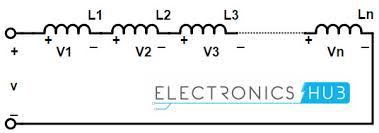 L1 L2 L3 Ln
+ + − + − + − + −
V1 V2 V3 Vn
v
−
ELECTRONICS HUB